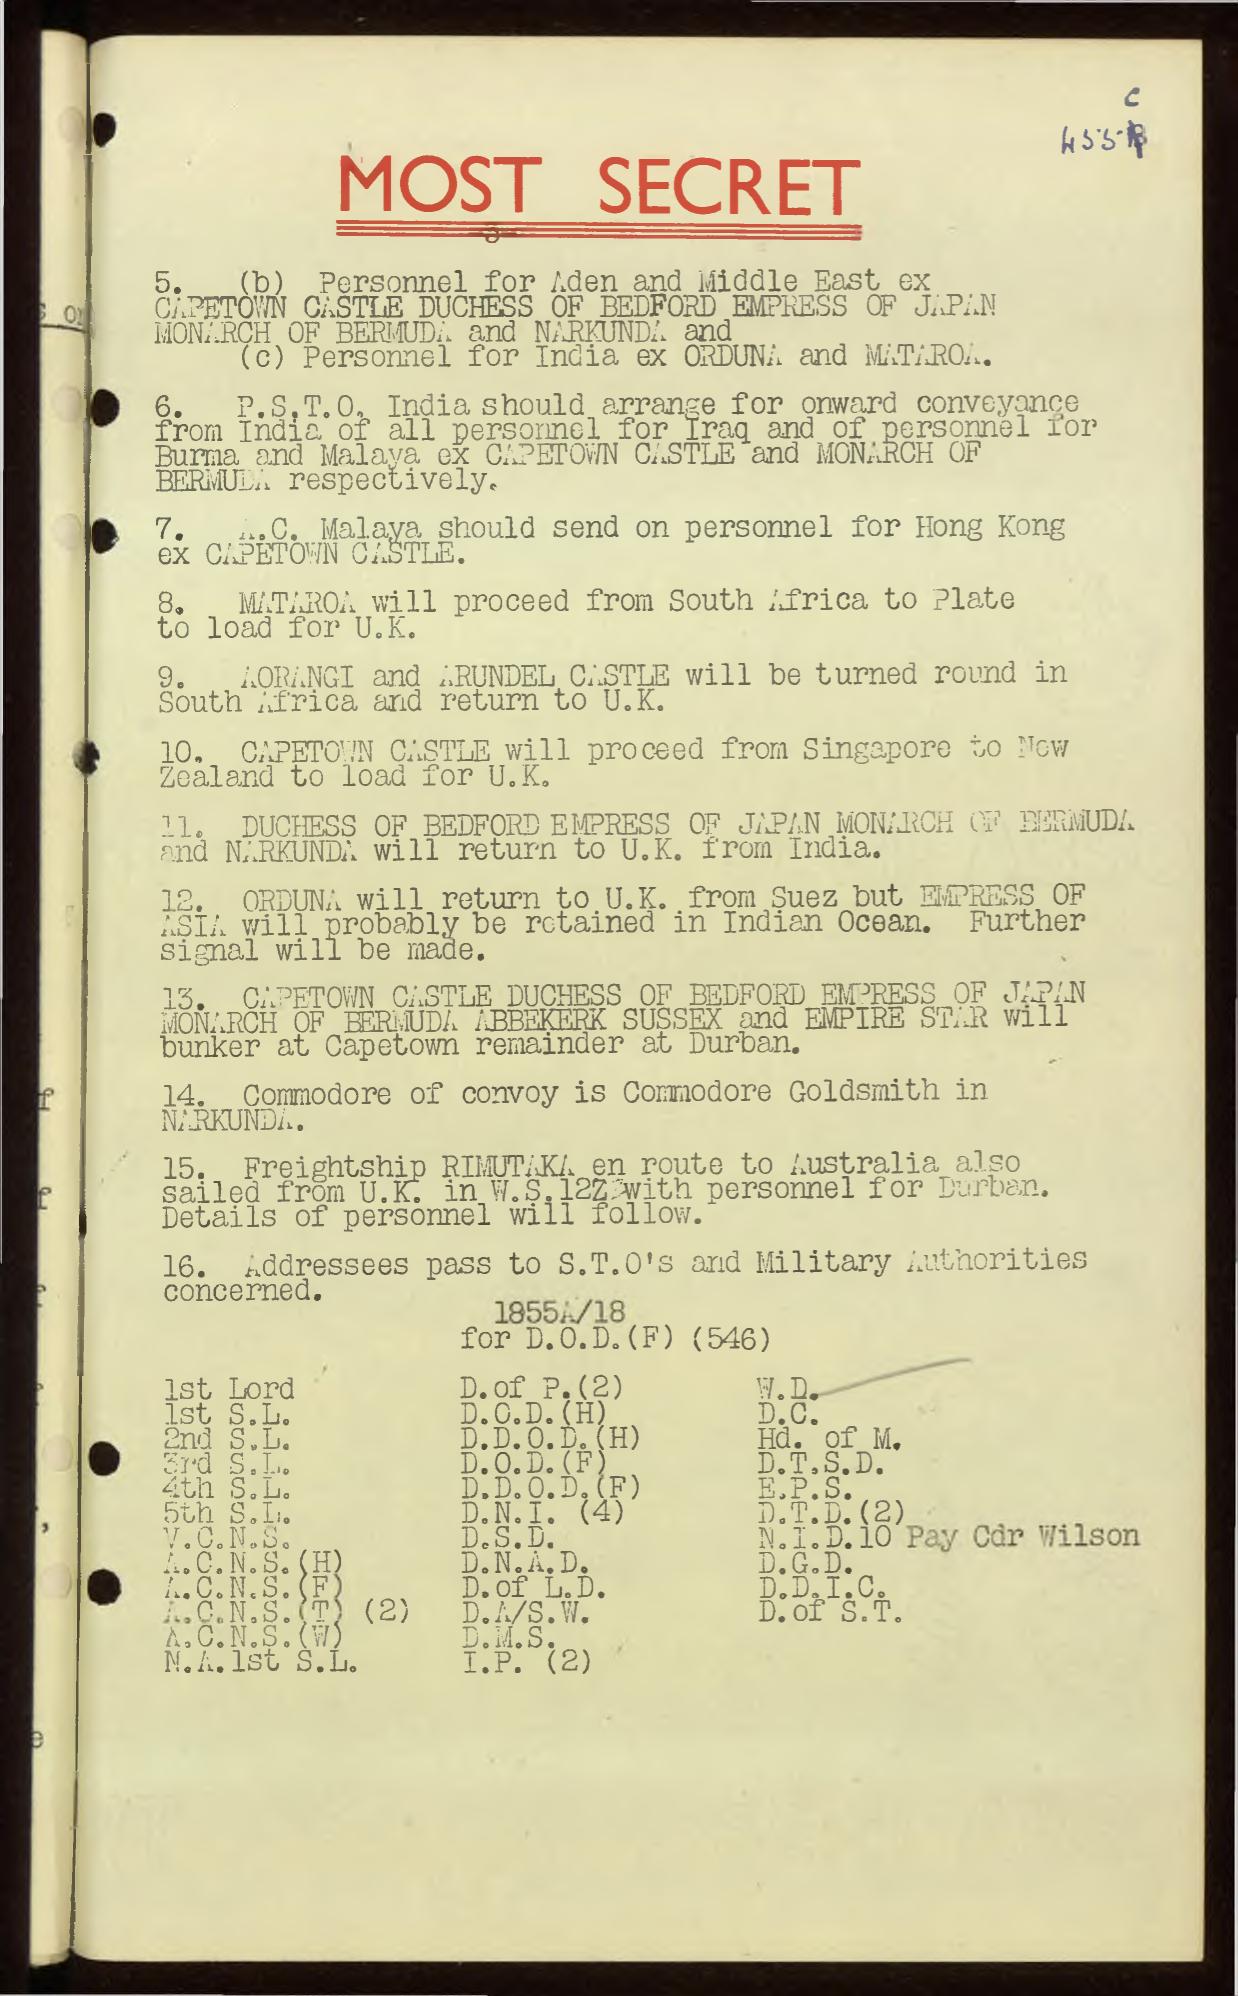 C
455B
MOST SECRET
3
5. (b) Personnel for Aden and Middle East ex
CAPETOWN CASTLE DUCHESS OF BEDFORD EMPRESS OF JAPAN
MONARCH OF BERMUDA and NARKUNDA and
(c) Personnel for India ex ORDUNA and MATAROA.
6. P.S.T.O. India should arrange for onward conveyance
from India of all personnel for Iraq and of personnel for
Burma and Malaya ex CAPETOWN CASTLE and MONARCH OF
BERMUDA respectively.
7. A.C. Malaya should send on personnel for Hong Kong
ex CAPETOWN CASTLE.
8. MATAROA will proceed from South Africa to Plate
to load for U.K.
9. AORANGI and ARUNDEL CASTLE will be turned round in
South Africa and return to U.K.
10. CAPETOWN CASTLE will proceed from Singapore to New
Zealand to load for U.K.
11. DUCHESS OF BEDFORD EMPRESS OF JAPAN MONARCH OF BERMUDA
and NARKUNDA will return to U.K. from India.
12. ORDUNA will return to U.K. from Suez but EMPRESS OF
ASIA will probably be retained in Indian Ocean. Further
signal will be made.
13. CAPETOWN CASTLE DUCHESS OF BEDFORD EMPRESS OF JAPAN
MONARCH OF BERMUDA ABBEKERK SUSSEX and EMPIRE STAR will
bunker at Capetown remainder at Durban.
14. Commodore of convoy is Commodore Goldsmith in
NARKUNDA.
15. Freightship RIMUTAKA en route to Australia also
sailed from U.K. in W.S.12Z with personnel for Durban.
Details of personnel will follow.
16. Addressees pass to S.T.O's and Military Authorities
concerned.
1855A/18
for D.O.D.(F) (546)
1st Lord D.of P.(2) W.D.
1st S.L. D.O.D.(H) D.C.
2nd S.L. D.D.O.D.(H) Hd. of M.
3rd S.L. D.O.D.(F) D.T.S.D.
4th S.L. D.D.O.D.(F) E.P.S.
5th S.L. D.N.I. (4) D.T.D.(2)
V.C.N.S. D.S.D. N.I.D.10 Pay Cdr Wilson
A.C.N.S.(H) D.N.A.D. D.G.D.
A.C.N.S.(F) D.of L.D. D.D.I.C.
A.C.N.S.(T) (2) D.A/S.W. D.of S.T.
A.C.N.S.(W) D.M.S.
N.A.1st S.L. I.P. (2)